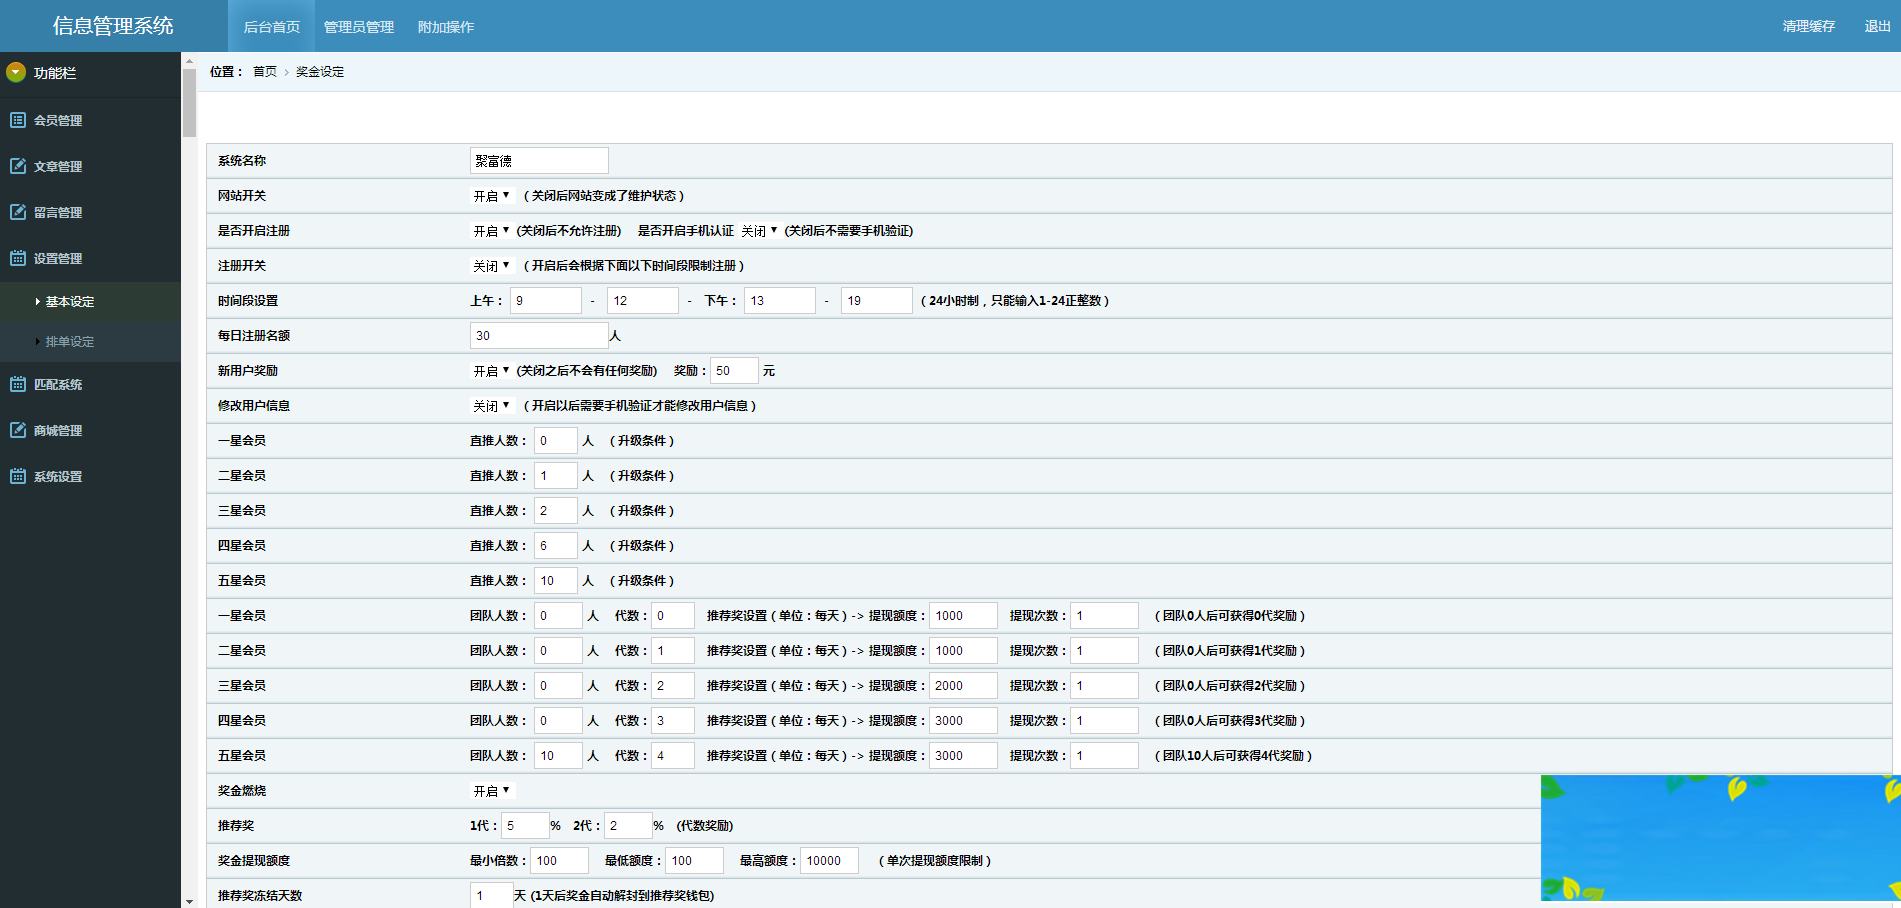 信息管理系统 后台首页 管理员管理 附加操作 清理缓存 退出
功能栏
会员管理
文章管理
留言管理
设置管理
基本设定
排单设定
匹配系统
商城管理
系统设置
位置： 首页 › 奖金设定
系统名称 聚富德
网站开关 开启 （关闭后网站变成了维护状态）
是否开启注册 开启 (关闭后不允许注册) 是否开启手机认证 关闭 (关闭后不需要手机验证)
注册开关 关闭 （开启后会根据下面以下时间段限制注册）
时间段设置 上午： 9 - 12 - 下午： 13 - 19 （24小时制，只能输入1-24正整数）
每日注册名额 30 人
新用户奖励 开启 (关闭之后不会有任何奖励) 奖励： 50 元
修改用户信息 关闭 （开启以后需要手机验证才能修改用户信息）
一星会员 直推人数： 0 人 （升级条件）
二星会员 直推人数： 1 人 （升级条件）
三星会员 直推人数： 2 人 （升级条件）
四星会员 直推人数： 6 人 （升级条件）
五星会员 直推人数： 10 人 （升级条件）
一星会员 团队人数： 0 人 代数： 0 推荐奖设置（单位：每天）-> 提现额度： 1000 提现次数： 1 （团队0人后可获得0代奖励）
二星会员 团队人数： 0 人 代数： 1 推荐奖设置（单位：每天）-> 提现额度： 1000 提现次数： 1 （团队0人后可获得1代奖励）
三星会员 团队人数： 0 人 代数： 2 推荐奖设置（单位：每天）-> 提现额度： 2000 提现次数： 1 （团队0人后可获得2代奖励）
四星会员 团队人数： 0 人 代数： 3 推荐奖设置（单位：每天）-> 提现额度： 3000 提现次数： 1 （团队0人后可获得3代奖励）
五星会员 团队人数： 10 人 代数： 4 推荐奖设置（单位：每天）-> 提现额度： 3000 提现次数： 1 （团队10人后可获得4代奖励）
奖金燃烧 开启
推荐奖 1代： 5 % 2代： 2 % (代数奖励)
奖金提现额度 最小倍数： 100 最低额度： 100 最高额度： 10000 （单次提现额度限制）
推荐奖冻结天数 1 天 (1天后奖金自动解封到推荐奖钱包)